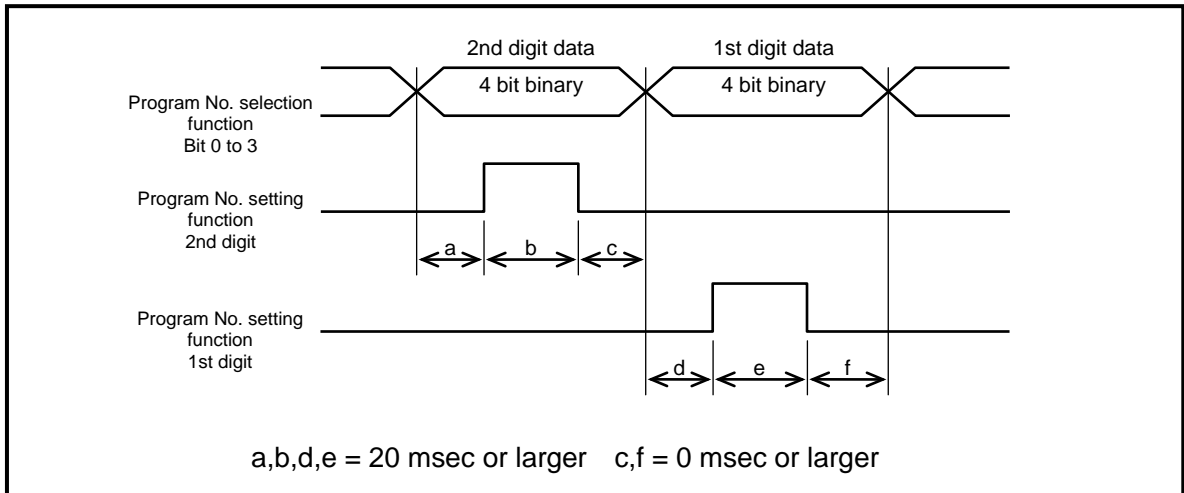 2nd digit data
1st digit data
4 bit binary
4 bit binary
Program No. selection
function
Bit 0 to 3
Program No. setting
function
2nd digit
a
b
c
Program No. setting
function
1st digit
d
e
f
a,b,d,e = 20 msec or larger c,f = 0 msec or larger